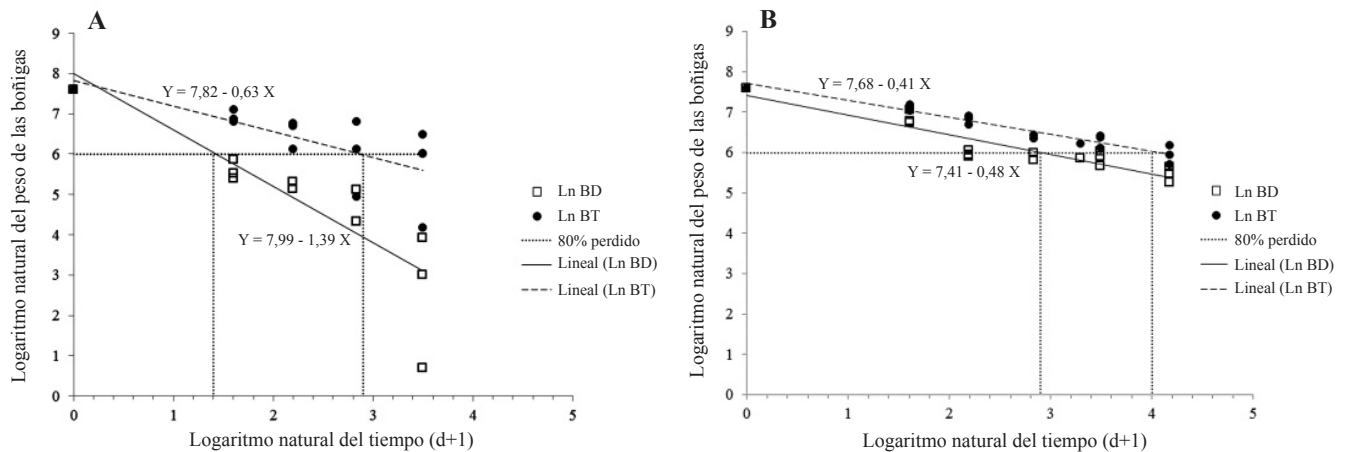 A
Logaritmo natural del peso de las boñigas
9
8
7
6
5
4
3
2
1
0
Y = 7,82 - 0,63 X
Y = 7,99 - 1,39 X
0 1 2 3 4 5
Logaritmo natural del tiempo (d+1)
Ln BD
Ln BT
80% perdido
Lineal (Ln BD)
Lineal (Ln BT)
B
Logaritmo natural del peso de las boñigas
9
8
7
6
5
4
3
2
1
0
Y = 7,68 - 0,41 X
Y = 7,41 - 0,48 X
0 1 2 3 4 5
Logaritmo natural del tiempo (d+1)
Ln BD
Ln BT
80% perdido
Lineal (Ln BD)
Lineal (Ln BT)